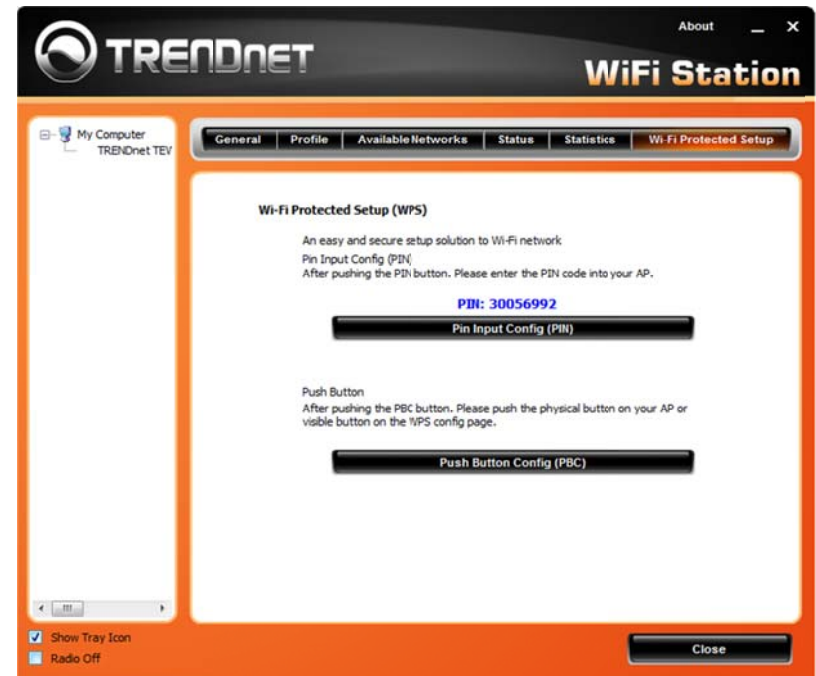 About
TRENDNET
WiFi Station
My Computer
TRENDnet TEV
General Profile Available Networks Status Statistics Wi-Fi Protected Setup
Wi-Fi Protected Setup (WPS)
An easy and secure setup solution to Wi-Fi network
Pin Input Config (PIN)
After pushing the PIN button. Please enter the PIN code into your AP.
PIN: 30056992
Pin Input Config (PIN)
Push Button
After pushing the PBC button. Please push the physical button on your AP or
visible button on the WPS config page.
Push Button Config (PBC)
Show Tray Icon
Radio Off
Close